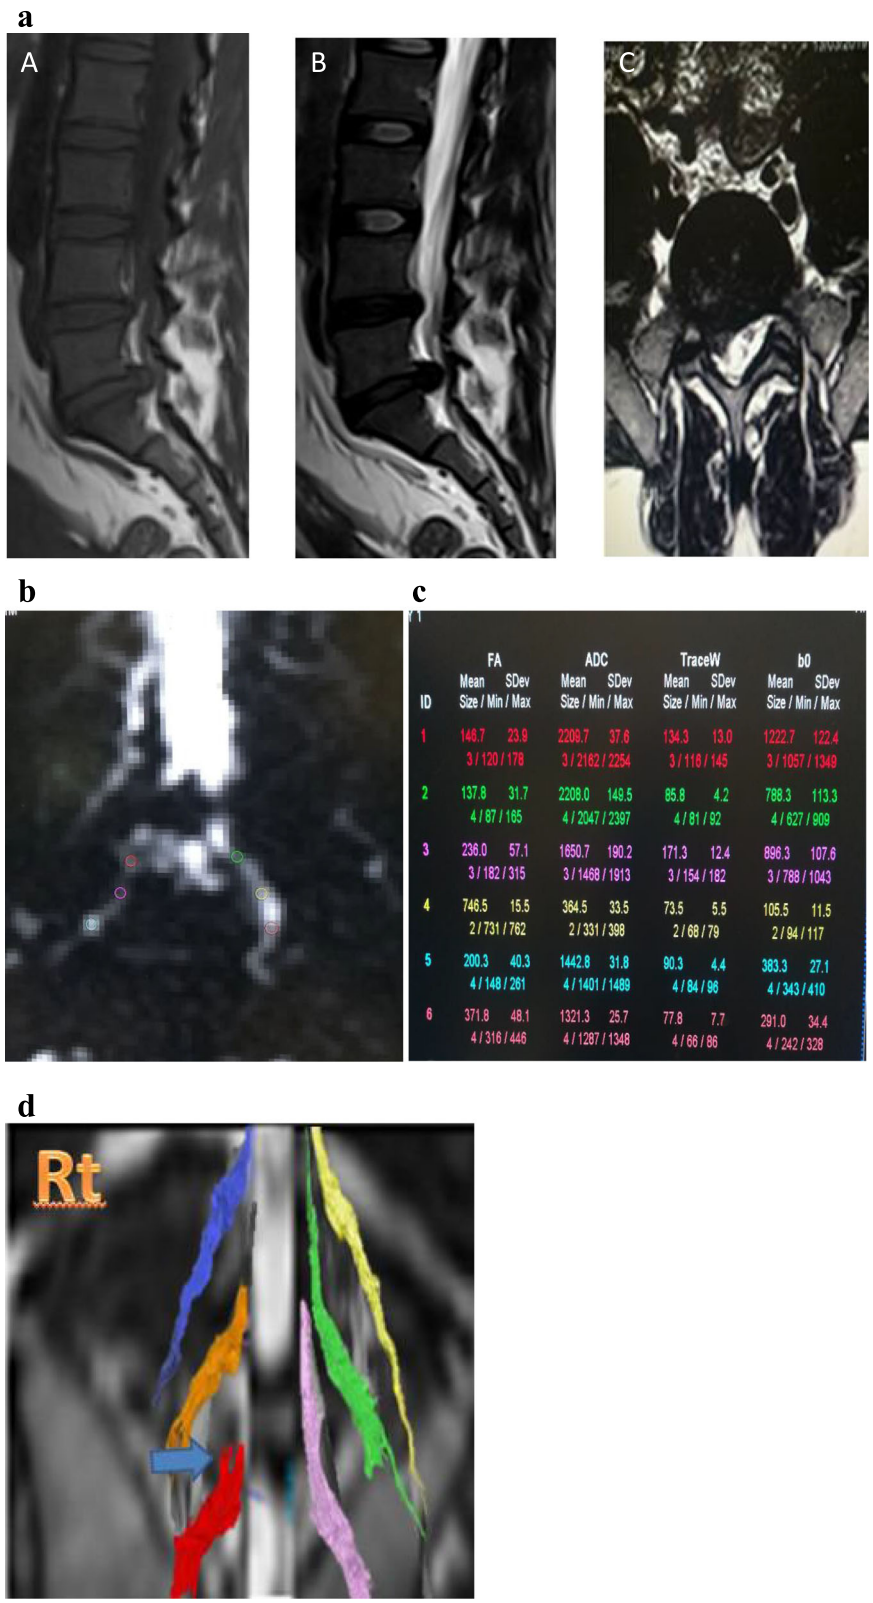 a
A
B
C
13/03/2019
b
c
FA ADC TraceW b0
Mean SDev Mean SDev Mean SDev Mean SDev
ID Size / Min / Max Size / Min / Max Size / Min / Max Size / Min / Max
1 146.7 23.9 2209.7 37.6 134.3 13.0 1222.7 122.4
3 / 120 / 178 3 / 2162 / 2254 3 / 116 / 145 3 / 1057 / 1349
2 137.8 31.7 2208.0 149.5 85.8 4.2 788.3 113.3
4 / 87 / 165 4 / 2047 / 2397 4 / 81 / 92 4 / 627 / 909
3 236.0 57.1 1650.7 190.2 171.3 12.4 896.3 107.6
3 / 182 / 315 3 / 1468 / 1913 3 / 154 / 182 3 / 788 / 1043
4 746.5 15.5 364.5 33.5 73.5 5.5 105.5 11.5
2 / 731 / 762 2 / 331 / 398 2 / 68 / 79 2 / 94 / 117
5 200.3 40.3 1442.8 31.8 90.3 4.4 383.3 27.1
4 / 148 / 261 4 / 1401 / 1489 4 / 84 / 96 4 / 343 / 410
6 371.8 48.1 1321.3 25.7 77.8 7.7 291.0 34.4
4 / 316 / 446 4 / 1287 / 1348 4 / 66 / 86 4 / 242 / 328
d
Rt